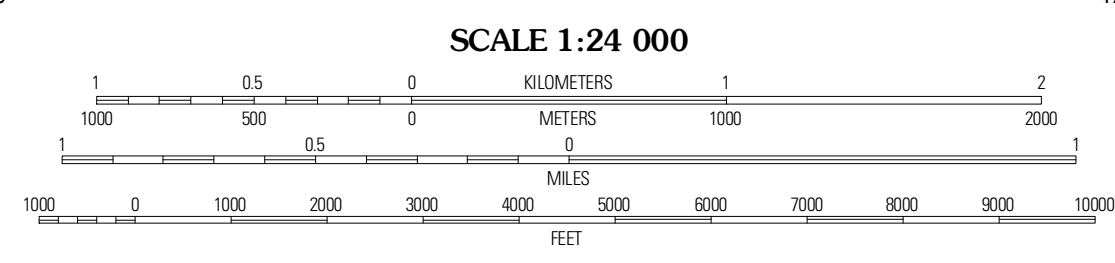 SCALE 1:24 000
1 0.5 0 KILOMETERS 1 2
1000 500 0 METERS 1000 2000
1 0.5 0 1
MILES
1000 0 1000 2000 3000 4000 5000 6000 7000 8000 9000 10000
FEET